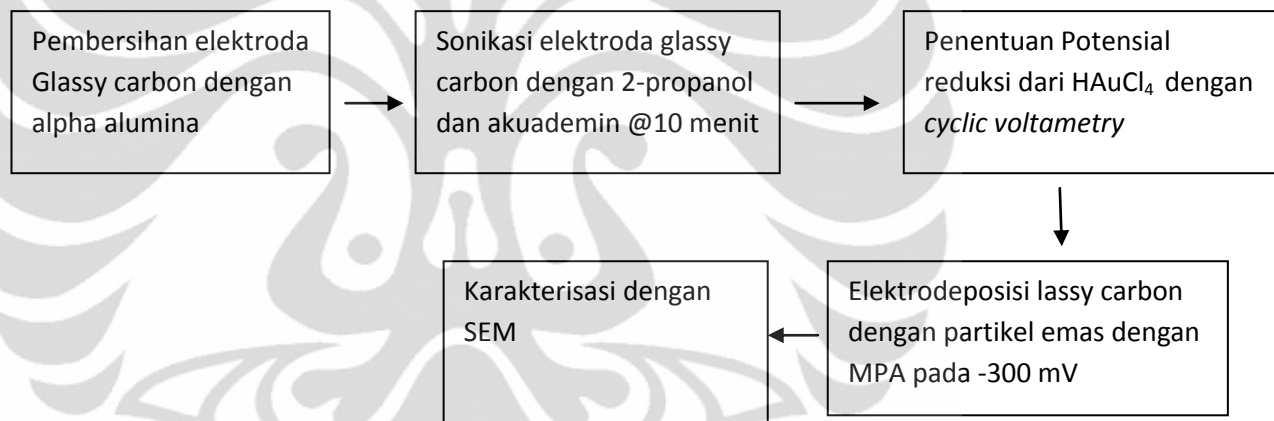 Pembersihan elektroda
Glassy carbon dengan
alpha alumina
Sonikasi elektroda glassy
carbon dengan 2-propanol
dan akuademin @10 menit
Penentuan Potensial
reduksi dari HAuCl₄ dengan
cyclic voltametry
Elektrodeposisi lassy carbon
dengan partikel emas dengan
MPA pada -300 mV
Karakterisasi dengan
SEM